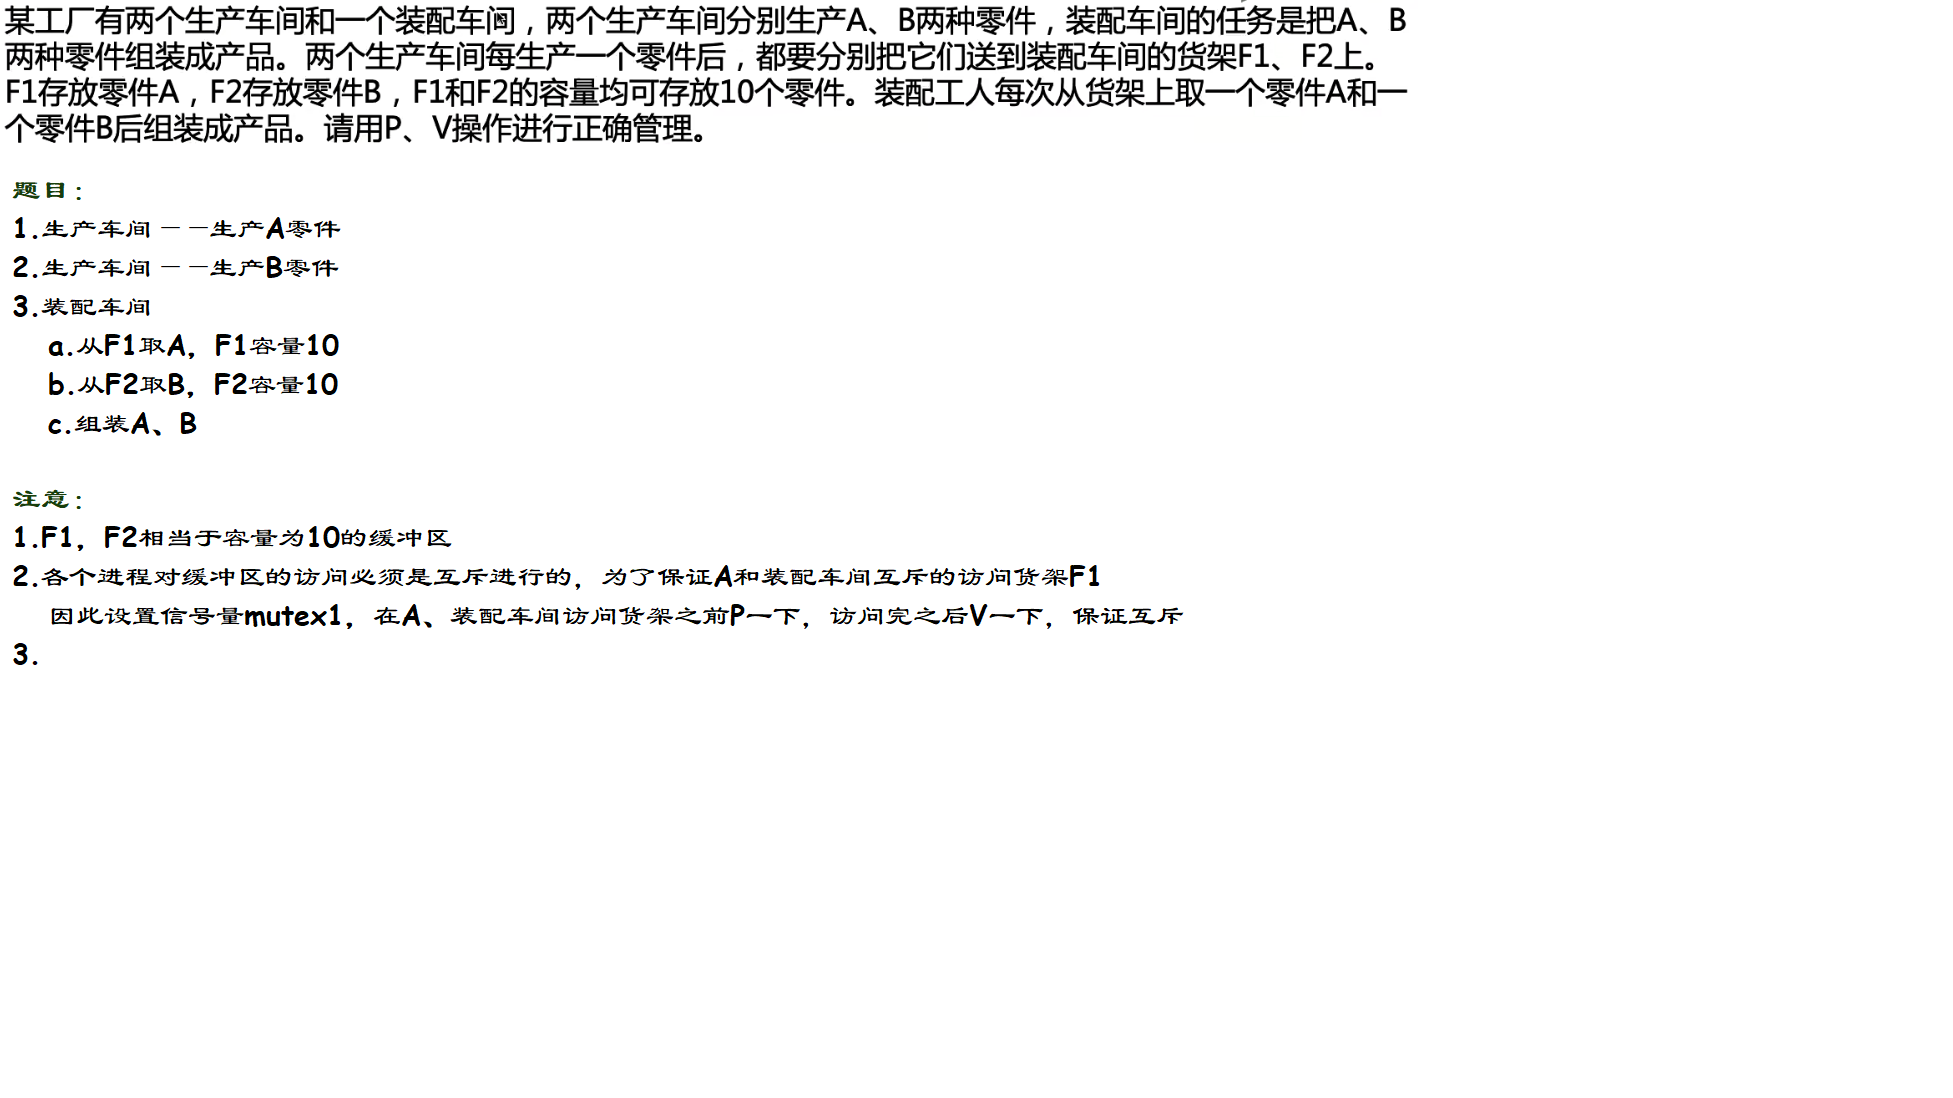 某工厂有两个生产车间和一个装配车间，两个生产车间分别生产A、B两种零件，装配车间的任务是把A、B
两种零件组装成产品。两个生产车间每生产一个零件后，都要分别把它们送到装配车间的货架F1、F2上。
F1存放零件A，F2存放零件B，F1和F2的容量均可存放10个零件。装配工人每次从货架上取一个零件A和一
个零件B后组装成产品。请用P、V操作进行正确管理。
题目：
1.生产车间－－生产A零件
2.生产车间－－生产B零件
3.装配车间
a.从F1取A，F1容量10
b.从F2取B，F2容量10
c.组装A、B
注意：
1.F1，F2相当于容量为10的缓冲区
2.各个进程对缓冲区的访问必须是互斥进行的，为了保证A和装配车间互斥的访问货架F1
因此设置信号量mutex1，在A、装配车间访问货架之前P一下，访问完之后V一下，保证互斥
3.